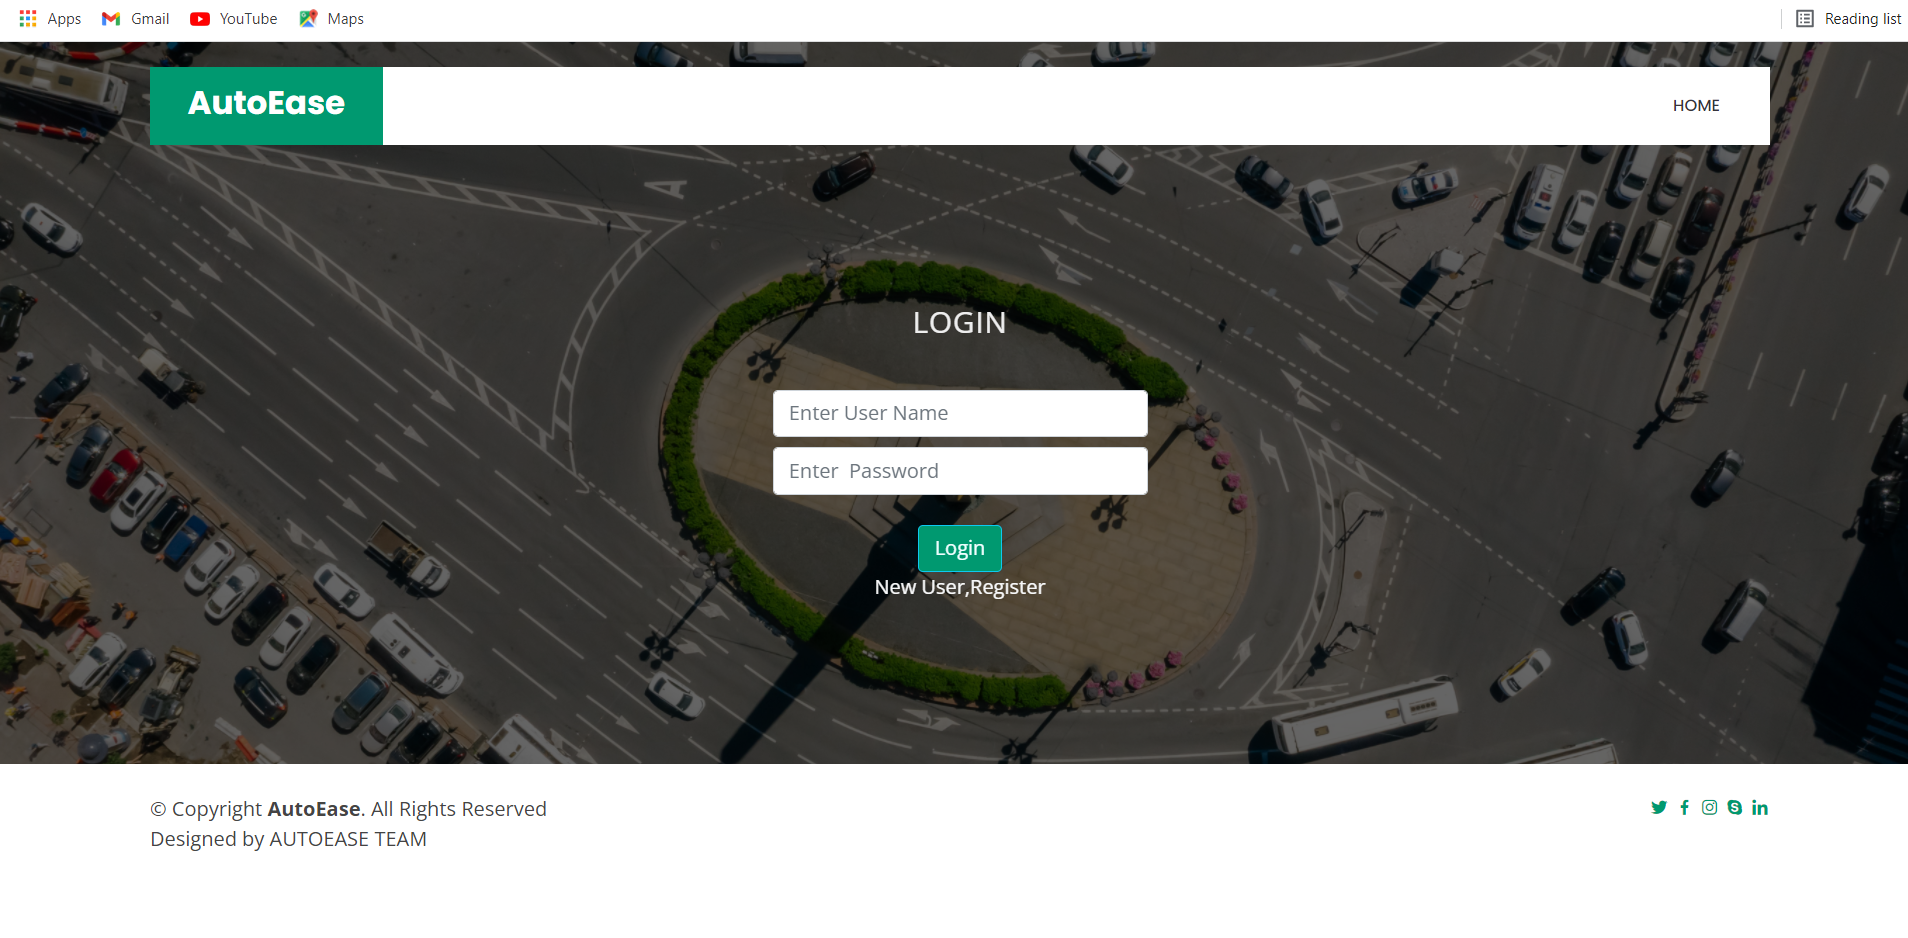 Apps Gmail YouTube Maps Reading list
AutoEase HOME
A
LOGIN
Enter User Name
Enter  Password
Login
New User,Register
© Copyright AutoEase. All Rights Reserved
Designed by AUTOEASE TEAM